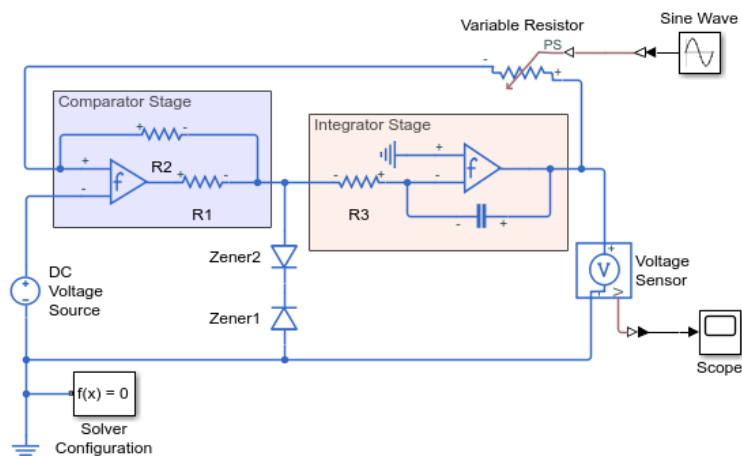 Variable Resistor
Sine Wave
PS
- +
Comparator Stage
+ -
+
f
-
R2
+ -
R1
Integrator Stage
+
-
f
- +
R3
- +
Zener2
Zener1
DC
Voltage
Source
+
-
+
V
-
V
Voltage
Sensor
Scope
f(x) = 0
Solver
Configuration